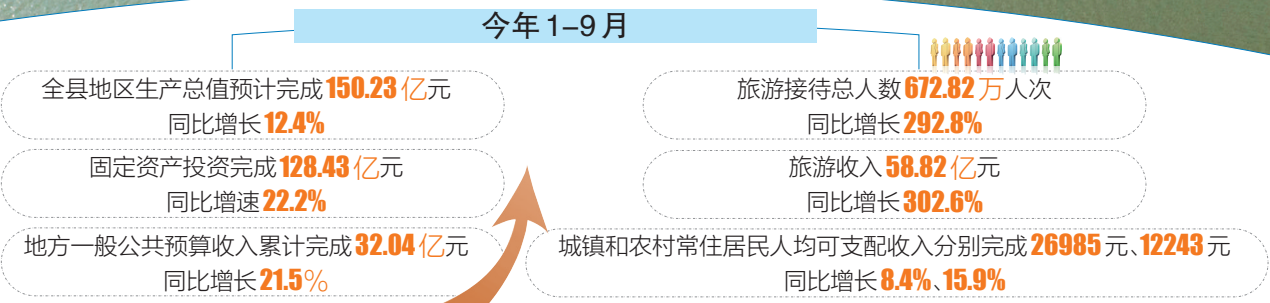 今年1-9月
全县地区生产总值预计完成150.23亿元
同比增长12.4%
固定资产投资完成128.43亿元
同比增速22.2%
地方一般公共预算收入累计完成32.04亿元
同比增长21.5%
旅游接待总人数672.82万人次
同比增长292.8%
旅游收入58.82亿元
同比增长302.6%
城镇和农村常住居民人均可支配收入分别完成26985元、12243元
同比增长8.4%、15.9%